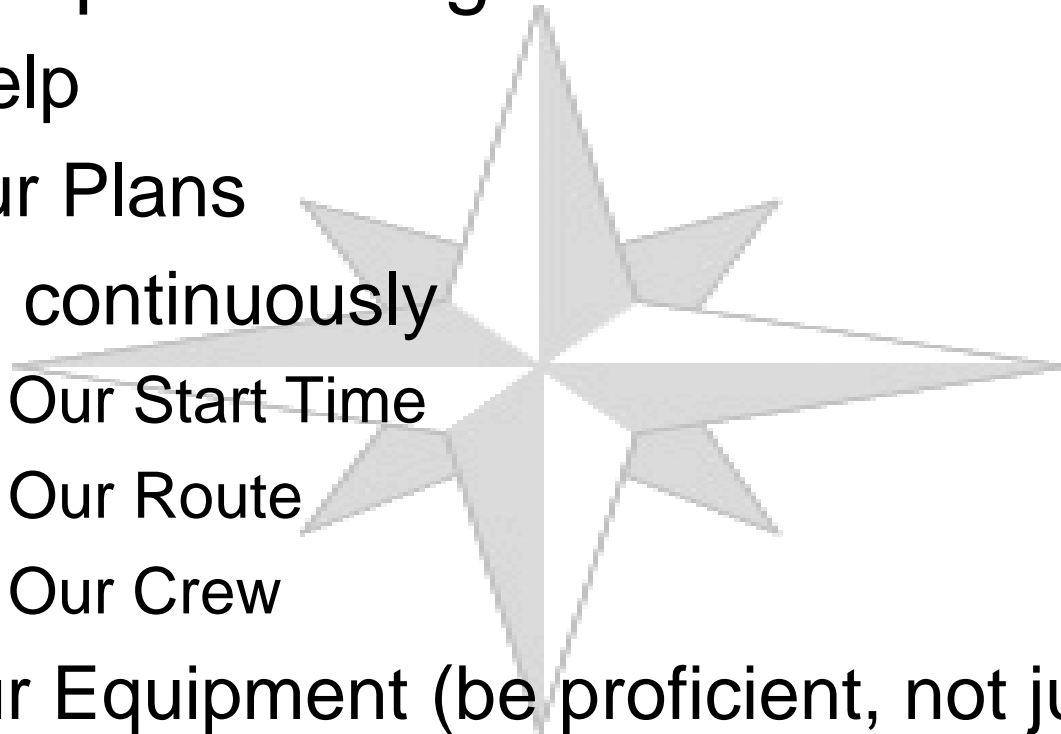 elp
ur Plans
continuously
Our Start Time
Our Route
Our Crew
ur Equipment (be proficient, not ju